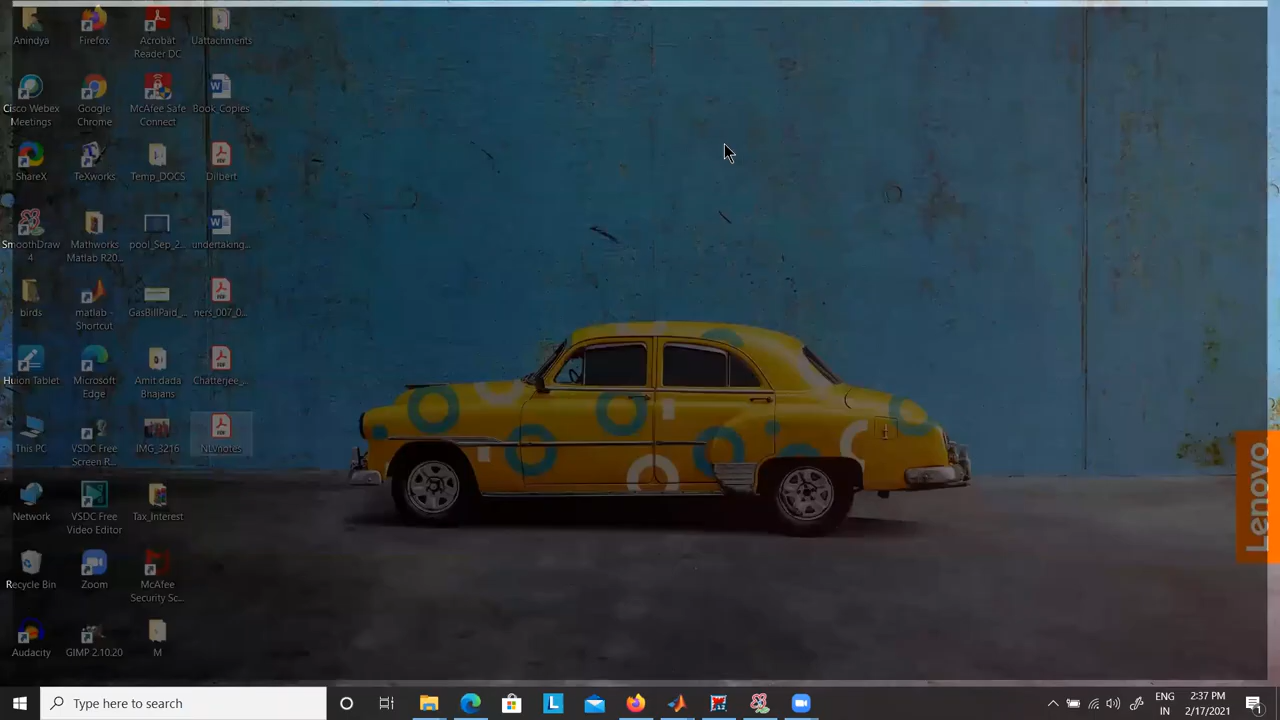 Anindya
Firefox
Acrobat
Reader DC
Uattachments
Cisco Webex
Meetings
Google
Chrome
McAfee Safe
Connect
Book_Copies
ShareX
TeXworks
Temp_DOCS
Dilbert
SmoothDraw
4
Mathworks
Matlab R20...
pool_Sep_2...
undertaking...
birds
matlab -
Shortcut
GasBillPaid_...
ners_007_0...
Huion Tablet
Microsoft
Edge
Amit dada
Bnajans
Chatterjee_...
This PC
VSDC Free
Screen R...
IMG_3216
NLVnotes
Network
VSDC Free
Video Editor
Tax_Interest
Recycle Bin
Zoom
McAfee
Security Sc...
Audacity
GIMP 2.10.20
M
Lenovo
Type here to search
ENG
IN
2:37 PM
2/17/2021